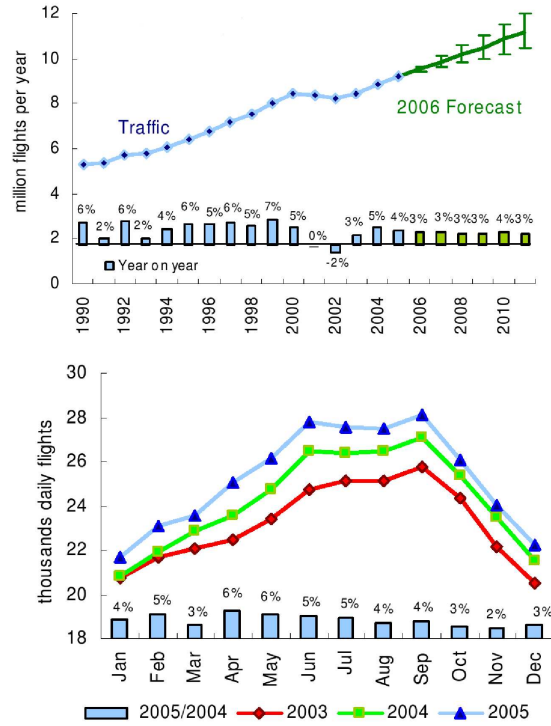 12
10
8
6
4
2
0
million flights per year
Traffic
2006 Forecast
6% 2% 6% 2% 4% 6% 5% 6% 5% 7% 5% 0% -2% 3% 5% 4% 3% 3% 3% 3% 4% 3%
Year on year
1990 1992 1994 1996 1998 2000 2002 2004 2006 2008 2010
30
28
26
24
22
20
18
thousands daily flights
4% 5% 3% 6% 6% 5% 5% 4% 4% 3% 2% 3%
Jan Feb Mar Apr May Jun Jul Aug Sep Oct Nov Dec
2005/2004 2003 2004 2005